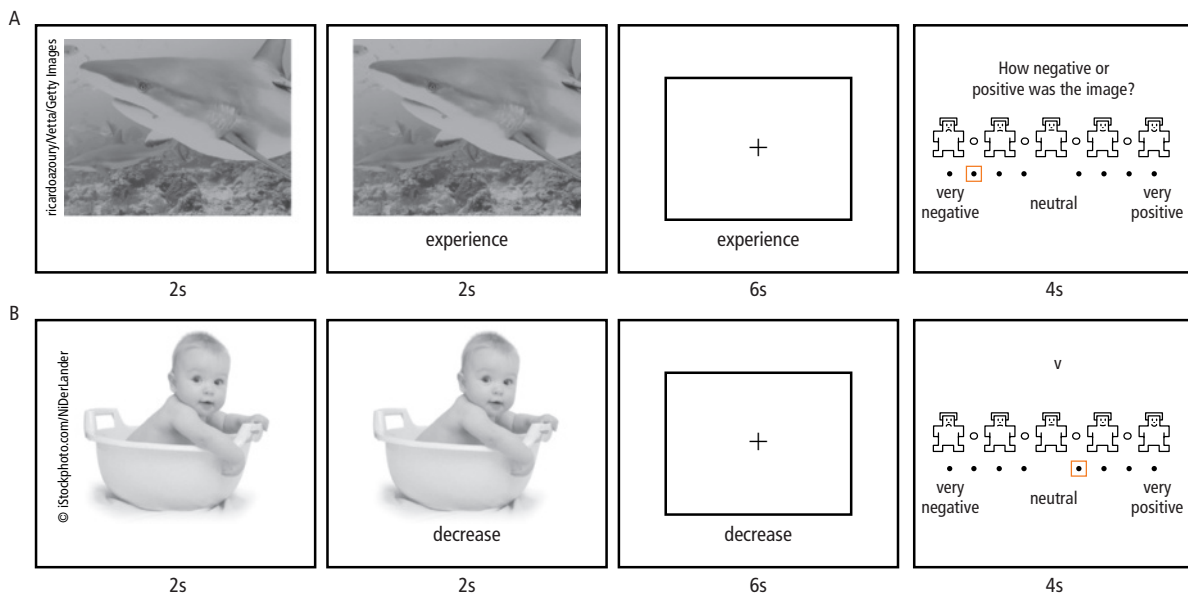 A
ricardoazoury/Vetta/Getty Images
experience
experience
How negative or
positive was the image?
very
negative
neutral
very
positive
2s
2s
6s
4s
B
© iStockphoto.com/NiDerLander
decrease
decrease
v
very
negative
neutral
very
positive
2s
2s
6s
4s